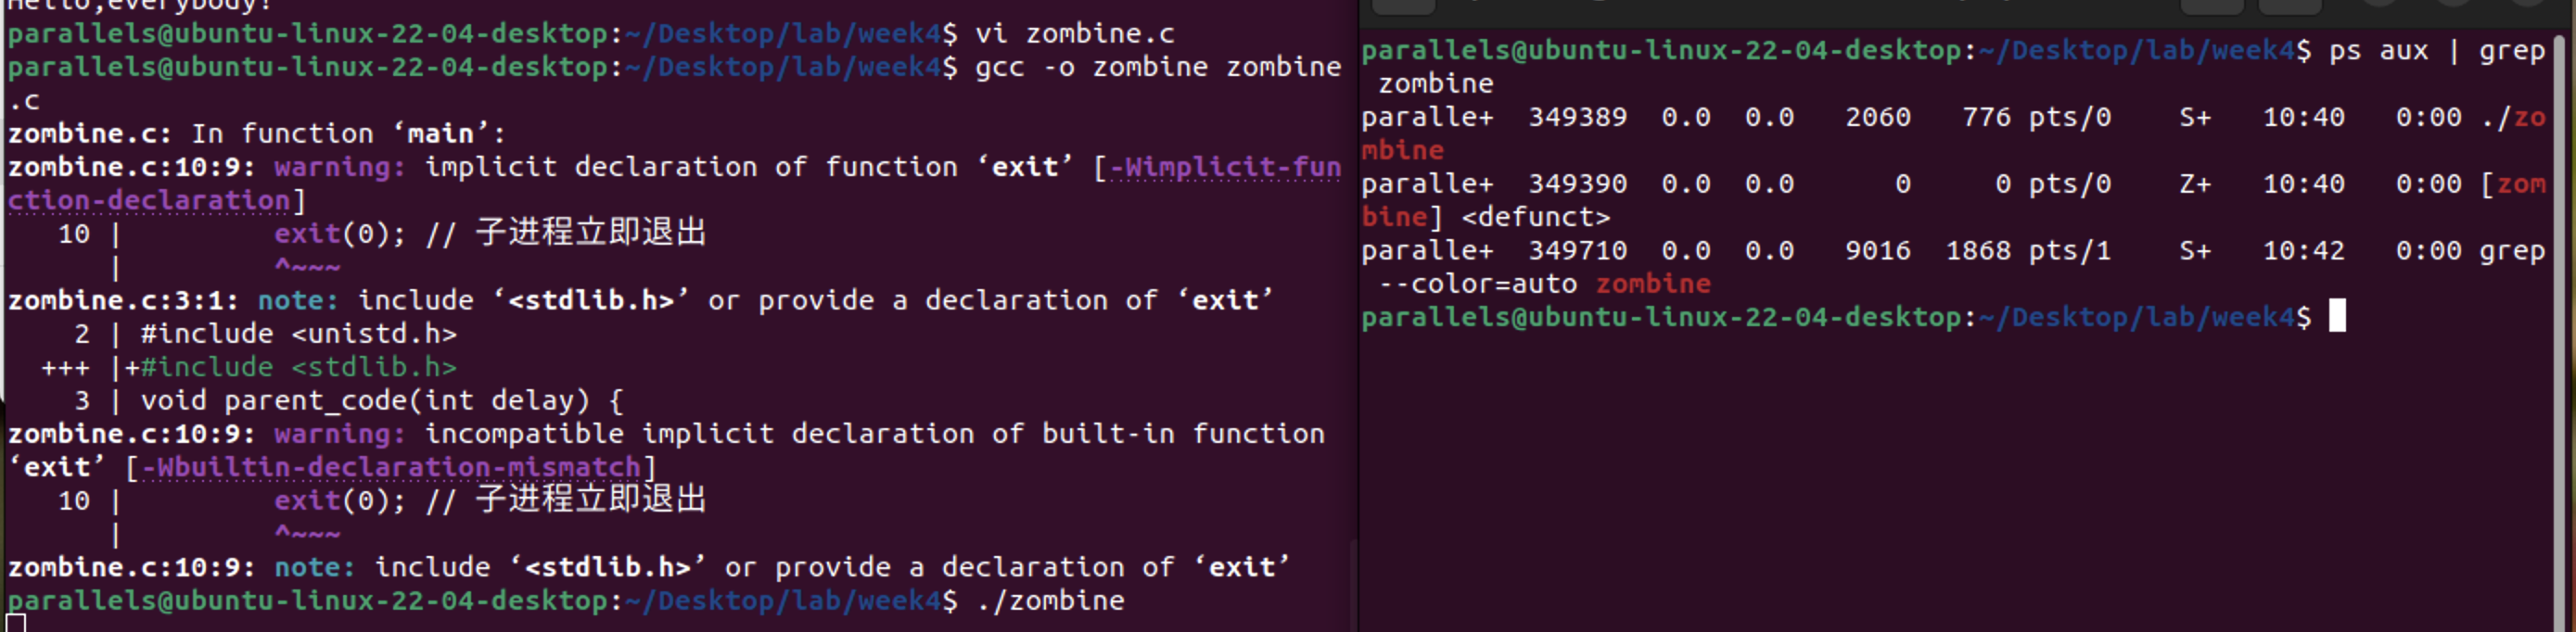 Hello,everybody!
parallels@ubuntu-linux-22-04-desktop:~/Desktop/lab/week4$ vi zombine.c
parallels@ubuntu-linux-22-04-desktop:~/Desktop/lab/week4$ gcc -o zombine zombine
.c
zombine.c: In function ‘main’:
zombine.c:10:9: warning: implicit declaration of function ‘exit’ [-Wimplicit-fun
ction-declaration]
   10 |         exit(0); // 子进程立即退出
      |         ^~~~
zombine.c:3:1: note: include ‘<stdlib.h>’ or provide a declaration of ‘exit’
    2 | #include <unistd.h>
  +++ |+#include <stdlib.h>
    3 | void parent_code(int delay) {
zombine.c:10:9: warning: incompatible implicit declaration of built-in function
‘exit’ [-Wbuiltin-declaration-mismatch]
   10 |         exit(0); // 子进程立即退出
      |         ^~~~
zombine.c:10:9: note: include ‘<stdlib.h>’ or provide a declaration of ‘exit’
parallels@ubuntu-linux-22-04-desktop:~/Desktop/lab/week4$ ./zombine
parallels@ubuntu-linux-22-04-desktop:~/Desktop/lab/week4$ ps aux | grep
 zombine
paralle+  349389  0.0  0.0   2060   776 pts/0    S+   10:40   0:00 ./zo
mbine
paralle+  349390  0.0  0.0      0     0 pts/0    Z+   10:40   0:00 [zom
bine] <defunct>
paralle+  349710  0.0  0.0   9016  1868 pts/1    S+   10:42   0:00 grep
 --color=auto zombine
parallels@ubuntu-linux-22-04-desktop:~/Desktop/lab/week4$